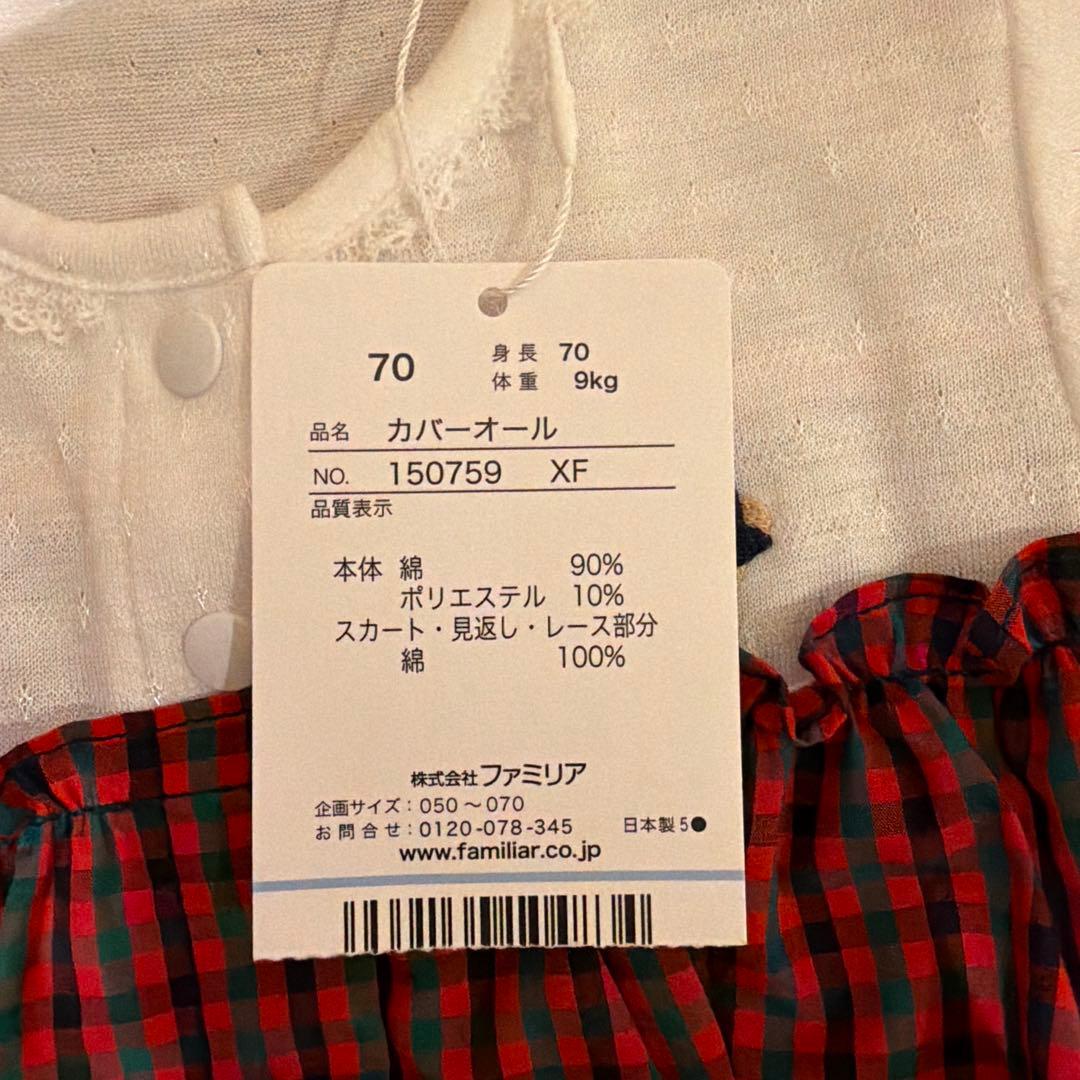 70
身長 70
体重 9kg
品名 カバーオール
NO. 150759 XF
品質表示
本体 綿 90%
ポリエステル 10%
スカート・見返し・レース部分
綿 100%
株式会社ファミリア
企画サイズ：050～070
お問合せ：0120-078-345 日本製 5●
www.familiar.co.jp